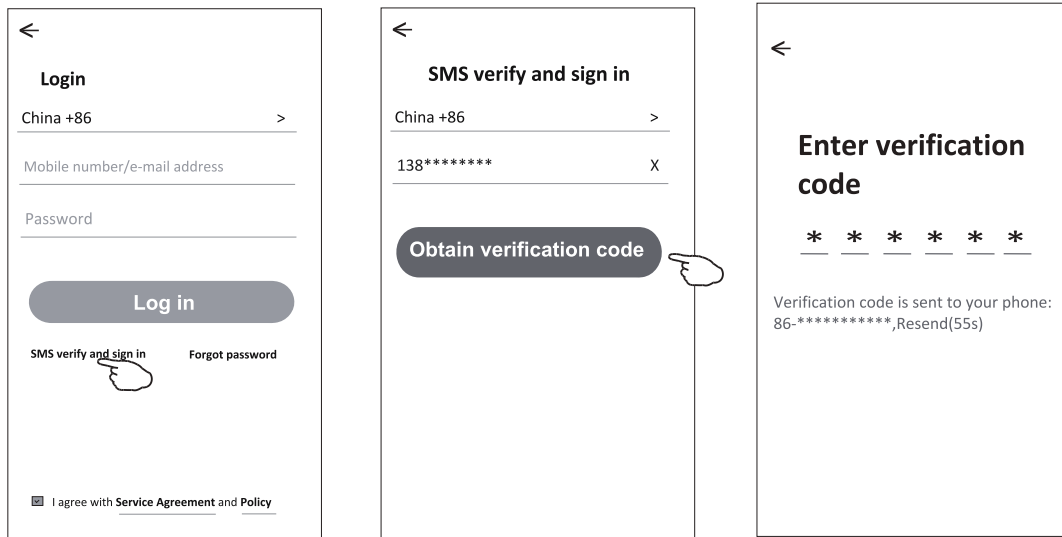 Login
China +86 >
Mobile number/e-mail address
Password
Log in
SMS verify and sign in Forgot password
I agree with Service Agreement and Policy
SMS verify and sign in
China +86 >
138******** X
Obtain verification code
Enter verification
code
* * * * * *
Verification code is sent to your phone:
86-***********,Resend(55s)